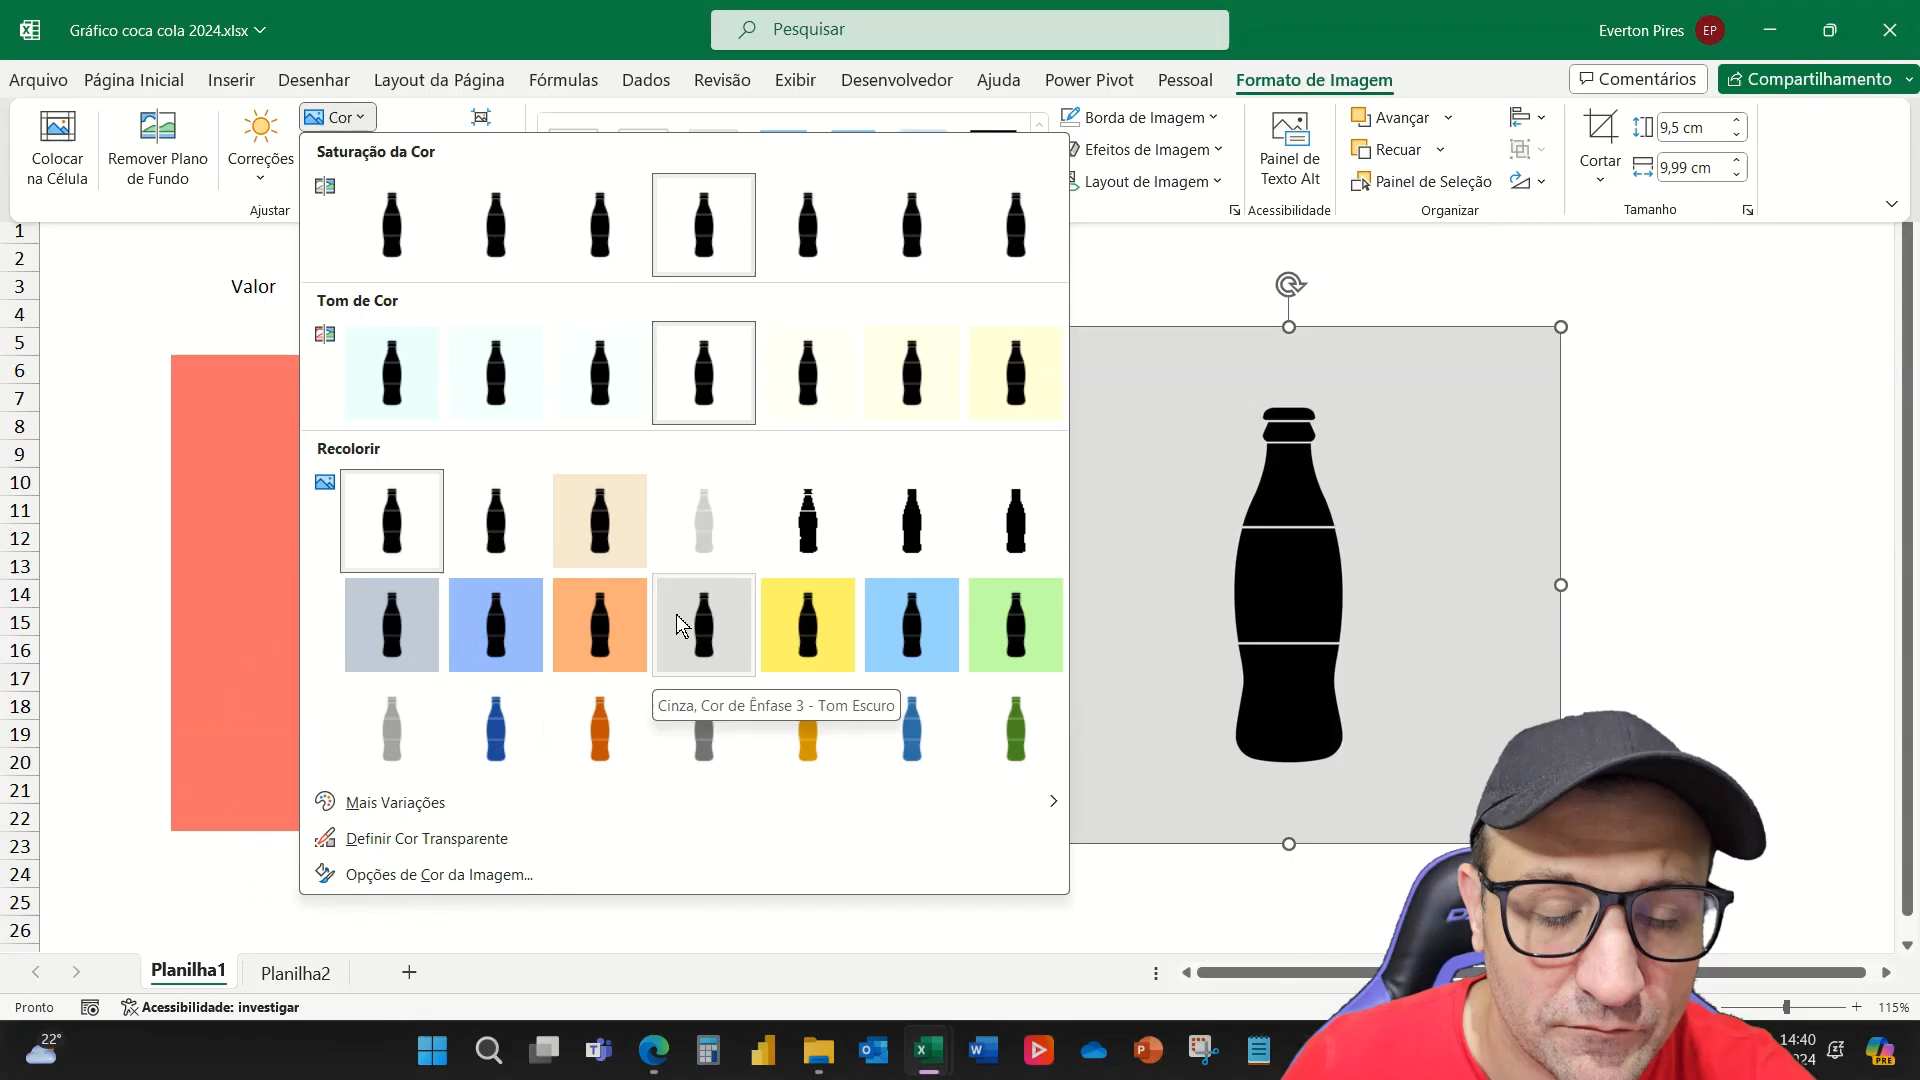 Gráfico coca cola 2024.xlsx
Pesquisar
Everton Pires
EP
Arquivo
Página Inicial
Inserir
Desenhar
Layout da Página
Fórmulas
Dados
Revisão
Exibir
Desenvolvedor
Ajuda
Power Pivot
Pessoal
Formato de Imagem
Comentários
Compartilhamento
Colocar
na Célula
Remover Plano
de Fundo
Correções
Cor
Ajustar
Borda de Imagem
Efeitos de Imagem
Layout de Imagem
Painel de
Texto Alt
Acessibilidade
Avançar
Recuar
Painel de Seleção
Organizar
Cortar
9,5 cm
9,99 cm
Tamanho
Saturação da Cor
Tom de Cor
Recolorir
Cinza, Cor de Ênfase 3 - Tom Escuro
Mais Variações
Definir Cor Transparente
Opções de Cor da Imagem...
1
2
3
Valor
4
5
6
7
8
9
10
11
12
13
14
15
16
17
18
19
20
21
22
23
24
25
26
Planilha1
Planilha2
Pronto
Acessibilidade: investigar
115%
22°
14:40
PRE